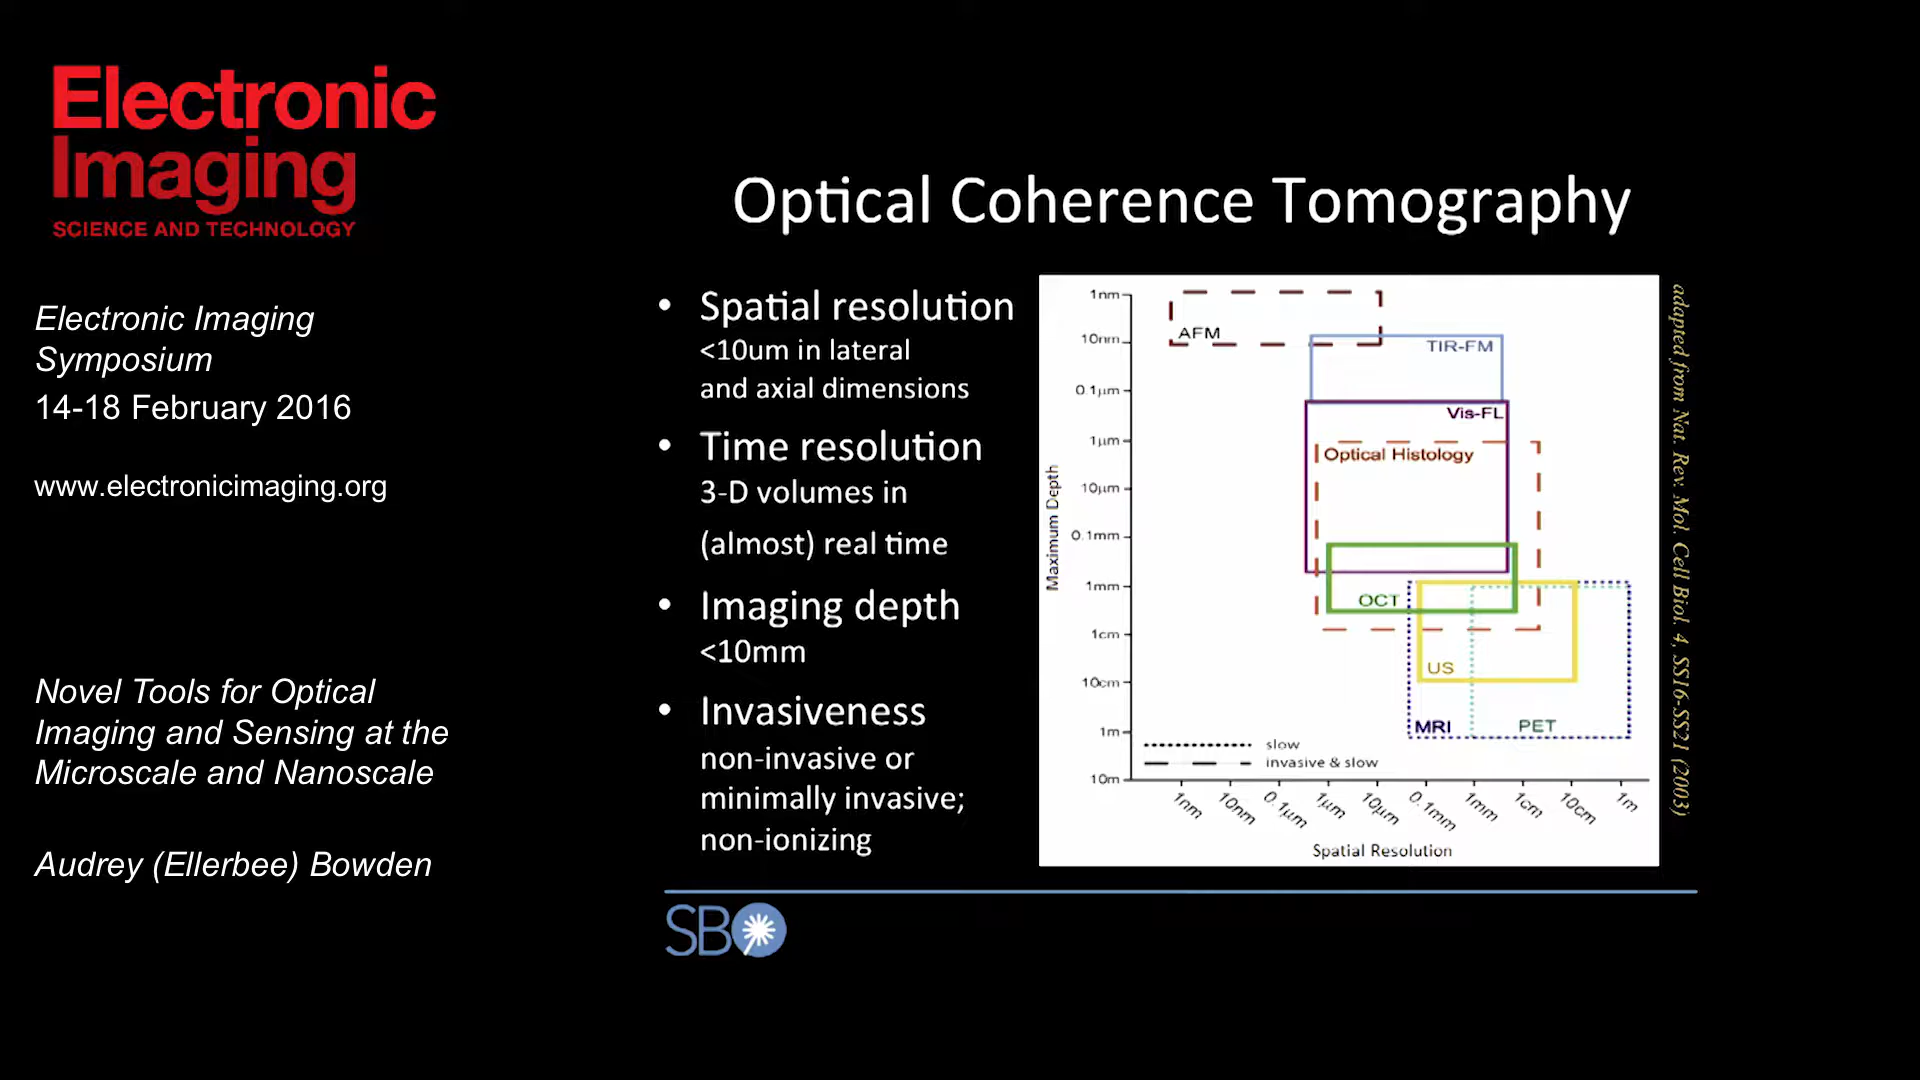 Electronic
Imaging
SCIENCE AND TECHNOLOGY
Electronic Imaging
Symposium
14-18 February 2016
www.electronicimaging.org
Novel Tools for Optical
Imaging and Sensing at the
Microscale and Nanoscale
Audrey (Ellerbee) Bowden
Optical Coherence Tomography
• Spatial resolution
<10um in lateral
and axial dimensions
• Time resolution
3-D volumes in
(almost) real time
• Imaging depth
<10mm
• Invasiveness
non-invasive or
minimally invasive;
non-ionizing
Maximum Depth
1nm
10nm
0.1µm
1µm
10µm
0.1mm
1mm
1cm
10cm
1m
10m
AFM
TIR-FM
Vis-FL
Optical Histology
OCT
US
MRI
PET
slow
invasive & slow
1nm
10nm
0.1µm
1µm
10µm
0.1mm
1mm
1cm
10cm
1m
Spatial Resolution
adapted from Nat. Rev. Mol. Cell Biol. 4, SS16-SS21 (2003)
SBO